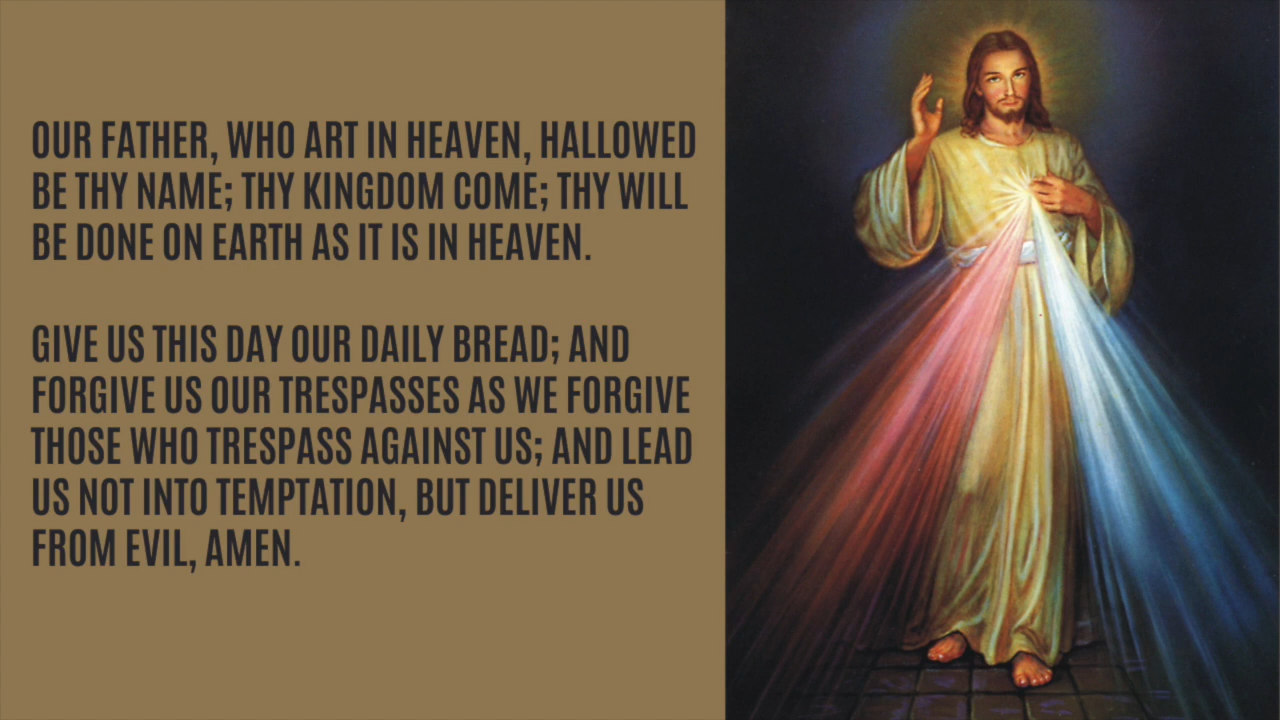 OUR FATHER, WHO ART IN HEAVEN, HALLOWED
BE THY NAME; THY KINGDOM COME; THY WILL
BE DONE ON EARTH AS IT IS IN HEAVEN.
GIVE US THIS DAY OUR DAILY BREAD; AND
FORGIVE US OUR TRESPASSES AS WE FORGIVE
THOSE WHO TRESPASS AGAINST US; AND LEAD
US NOT INTO TEMPTATION, BUT DELIVER US
FROM EVIL, AMEN.